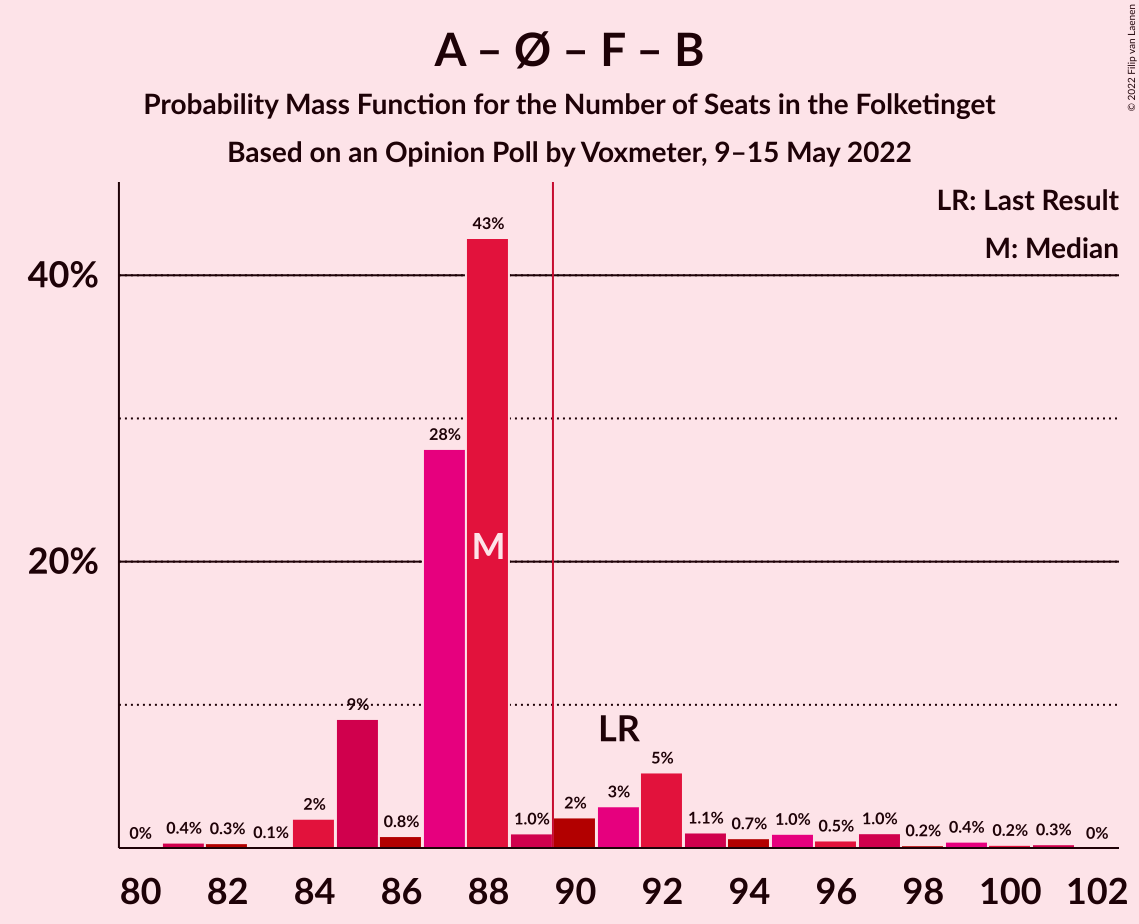 A – Ø – F – B
Probability Mass Function for the Number of Seats in the Folketinget
Based on an Opinion Poll by Voxmeter, 9–15 May 2022
© 2022 Filip van Laenen
LR: Last Result
M: Median
43%
40%
28%
M
20%
9%
LR
5%
3%
2%
2%
0% 0.4% 0.3% 0.1% 0.8% 1.0% 1.1% 0.7% 1.0% 0.5% 1.0% 0.2% 0.4% 0.2% 0.3% 0%
80 82 84 86 88 90 92 94 96 98 100 102